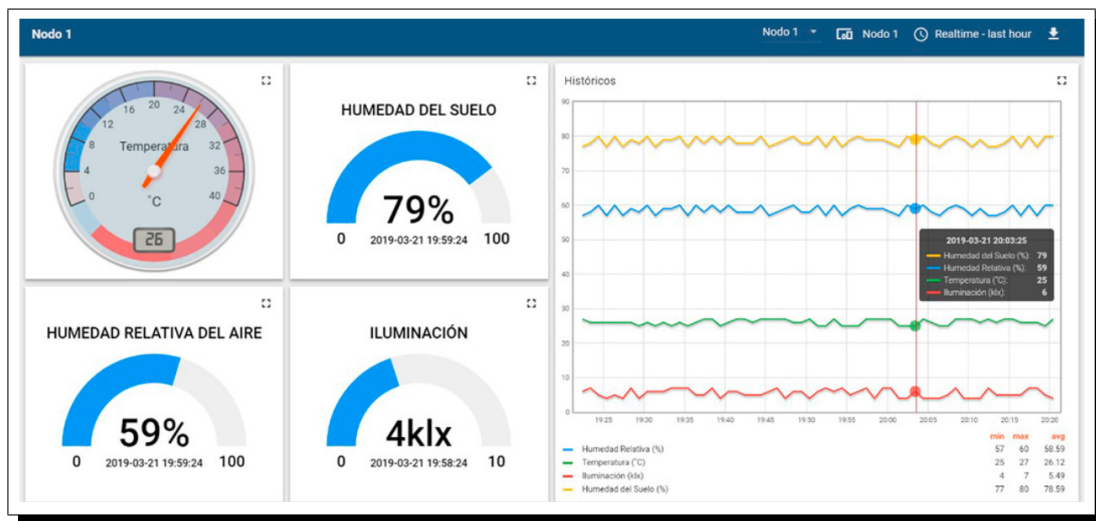 Nodo 1
Nodo 1
Nodo 1
Realtime - last hour
0
4
8
12
16
20
24
28
32
36
40
Temperatura
°C
26
HUMEDAD DEL SUELO
79%
0
2019-03-21 19:59:24
100
HUMEDAD RELATIVA DEL AIRE
59%
0
2019-03-21 19:59:24
100
ILUMINACIÓN
4klx
0
2019-03-21 19:58:24
10
Históricos
90
80
70
60
50
40
30
20
10
0
19:25 19:30 19:35 19:40 19:45 19:50 19:55 20:00 20:05 20:10 20:15 20:20
2019-03-21 20:03:25
Humedad del Suelo (%): 79
Humedad Relativa (%): 59
Temperatura (°C): 25
Iluminación (klx): 6
min max avg
Humedad Relativa (%) 57 60 58.59
Temperatura (°C) 25 27 26.12
Iluminación (klx) 4 7 5.49
Humedad del Suelo (%) 77 80 78.59